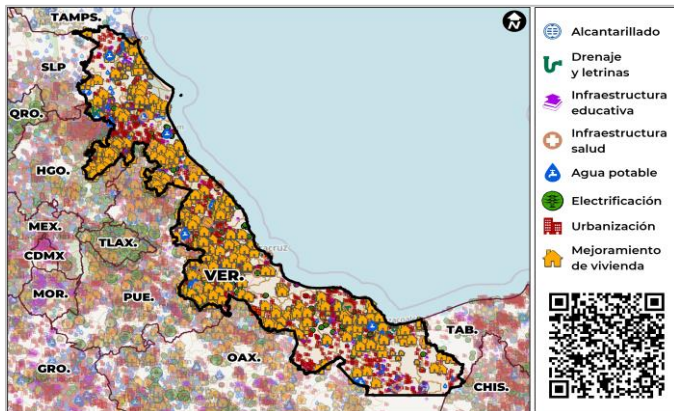 TAMPS.
SLP
QRO.
HGO.
MEX.
CDMX
TLAX.
MOR.
PUE.
VER.
GRO.
OAX.
TAB.
CHIS.
N
Alcantarillado
Drenaje
y letrinas
Infraestructura
educativa
Infraestructura
salud
Agua potable
Electrificación
Urbanización
Mejoramiento
de vivienda